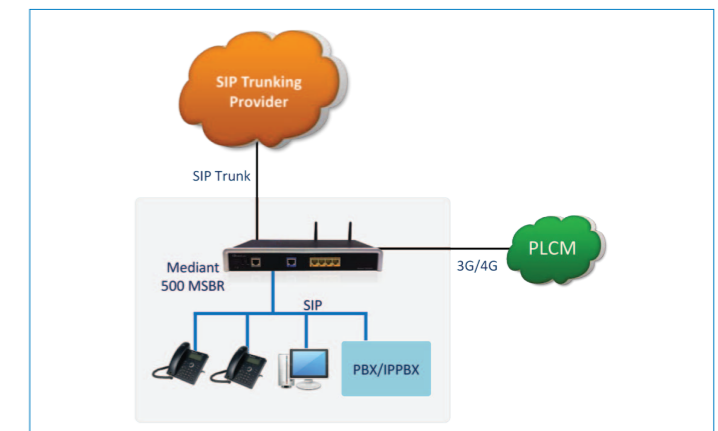 SIP Trunking
Provider
SIP Trunk
Mediant
500 MSBR
3G/4G
PLCM
SIP
PBX/IPPBX